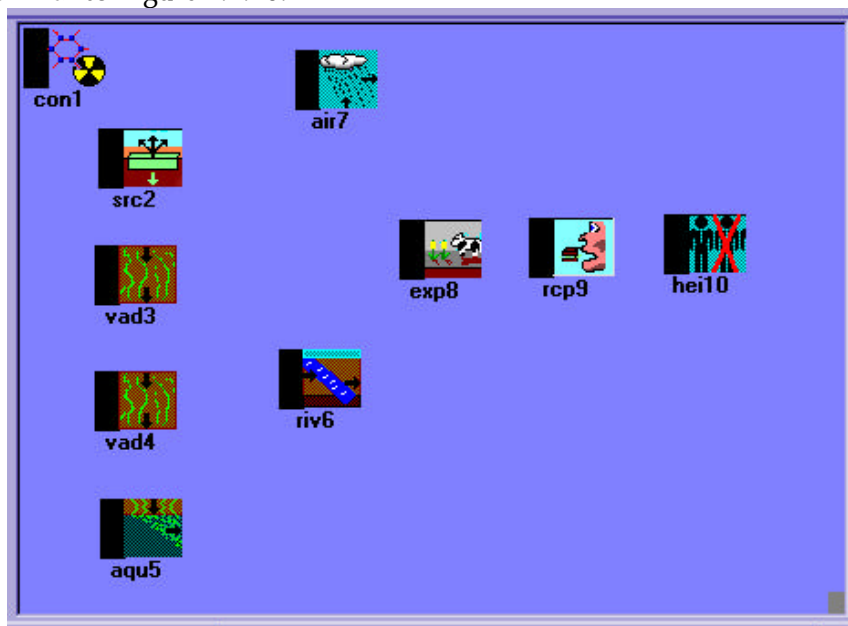 con1
air7
src2
vad3
exp8
rcp9
hei10
riv6
vad4
aqu5